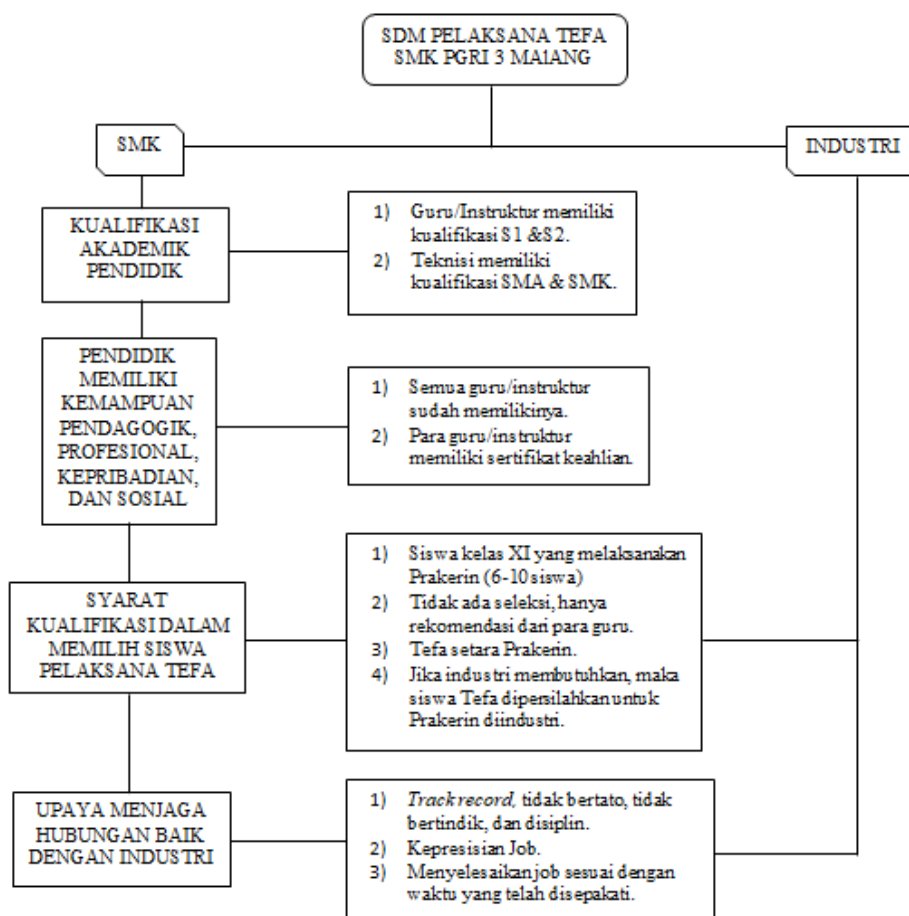 SDM PELAKSANA TEFA
SMK PGRI 3 MA1ANG
SMK
INDUSTRI
KUALIFIKASI
AKADEMIK
PENDIDIK
1) Guru/Instruktur memiliki
kualifikasi S1 &S2.
2) Teknisi memiliki
kualifikasi SMA & SMK.
PENDIDIK
MEMILIKI
KEMAMPUAN
PENDAGOGIK,
PROFESIONAL,
KEPRIBADIAN,
DAN SOSIAL
1) Semua guru/instruktur
sudah memilikinya.
2) Para guru/instruktur
memiliki sertifikat keahlian.
SYARAT
KUALIFIKASI DALAM
MEMILIH SISWA
PELAKSANA TEFA
1) Siswa kelas XI yang melaksanakan
Prakerin (6-10 siswa)
2) Tidak ada seleksi, hanya
rekomendasi dari para guru.
3) Tefa setara Prakerin.
4) Jika industri membutuhkan, maka
siswa Tefa dipersilahkan untuk
Prakerin diindustri.
UPAYA MENJAGA
HUBUNGAN BAIK
DENGAN INDUSTRI
1) Track record, tidak bertato, tidak
bertindik, dan disiplin.
2) Kepresisian Job.
3) Menyelesaikan job sesuai dengan
waktu yang telah disepakati.